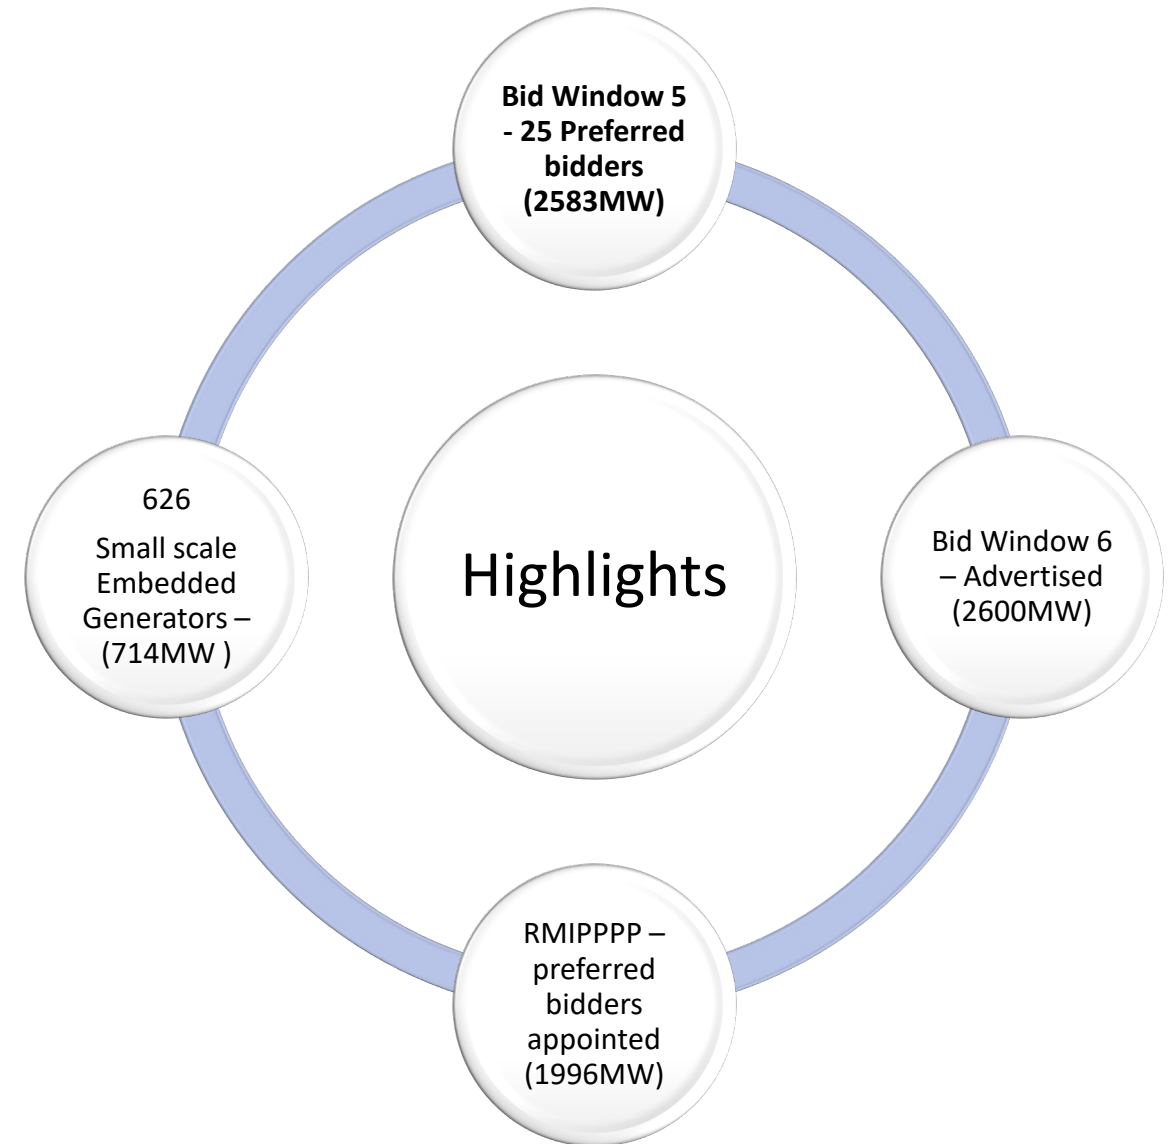 Bid Window 5
- 25 Preferred
bidders
(2583MW)
626
Small scale
Embedded
Generators –
(714MW )
Highlights
Bid Window 6
– Advertised
(2600MW)
RMIPPPP –
preferred
bidders
appointed
(1996MW)